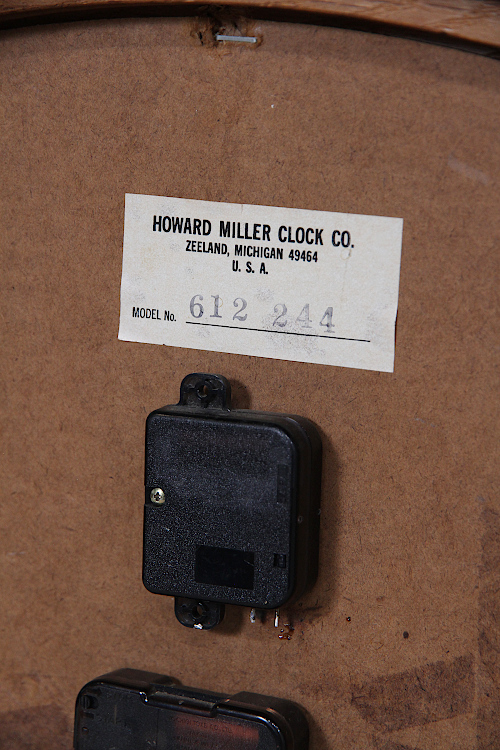 HOWARD MILLER CLOCK CO.
ZEELAND, MICHIGAN 49464
U. S. A.
MODEL No. 612 244